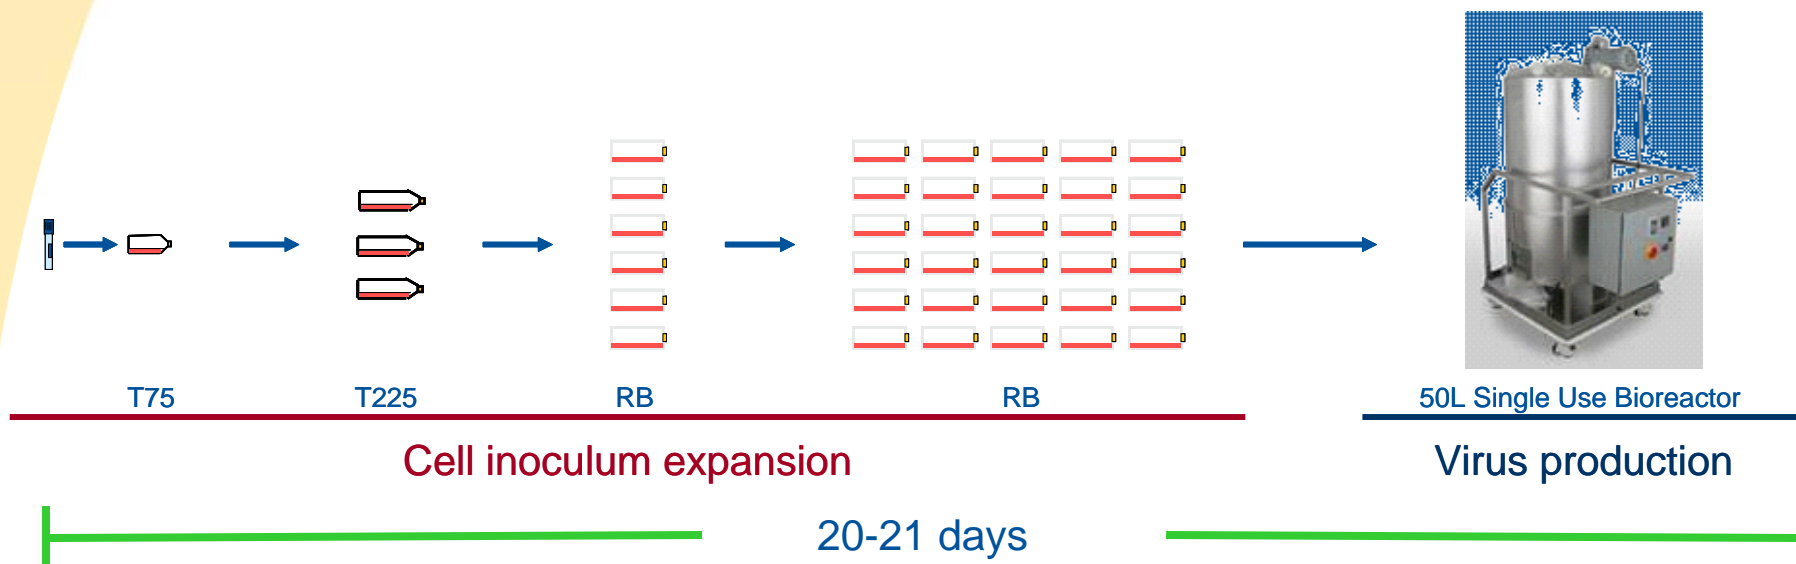 T75
T225
RB
RB
50L Single Use Bioreactor
Cell inoculum expansion
Virus production
20-21 days